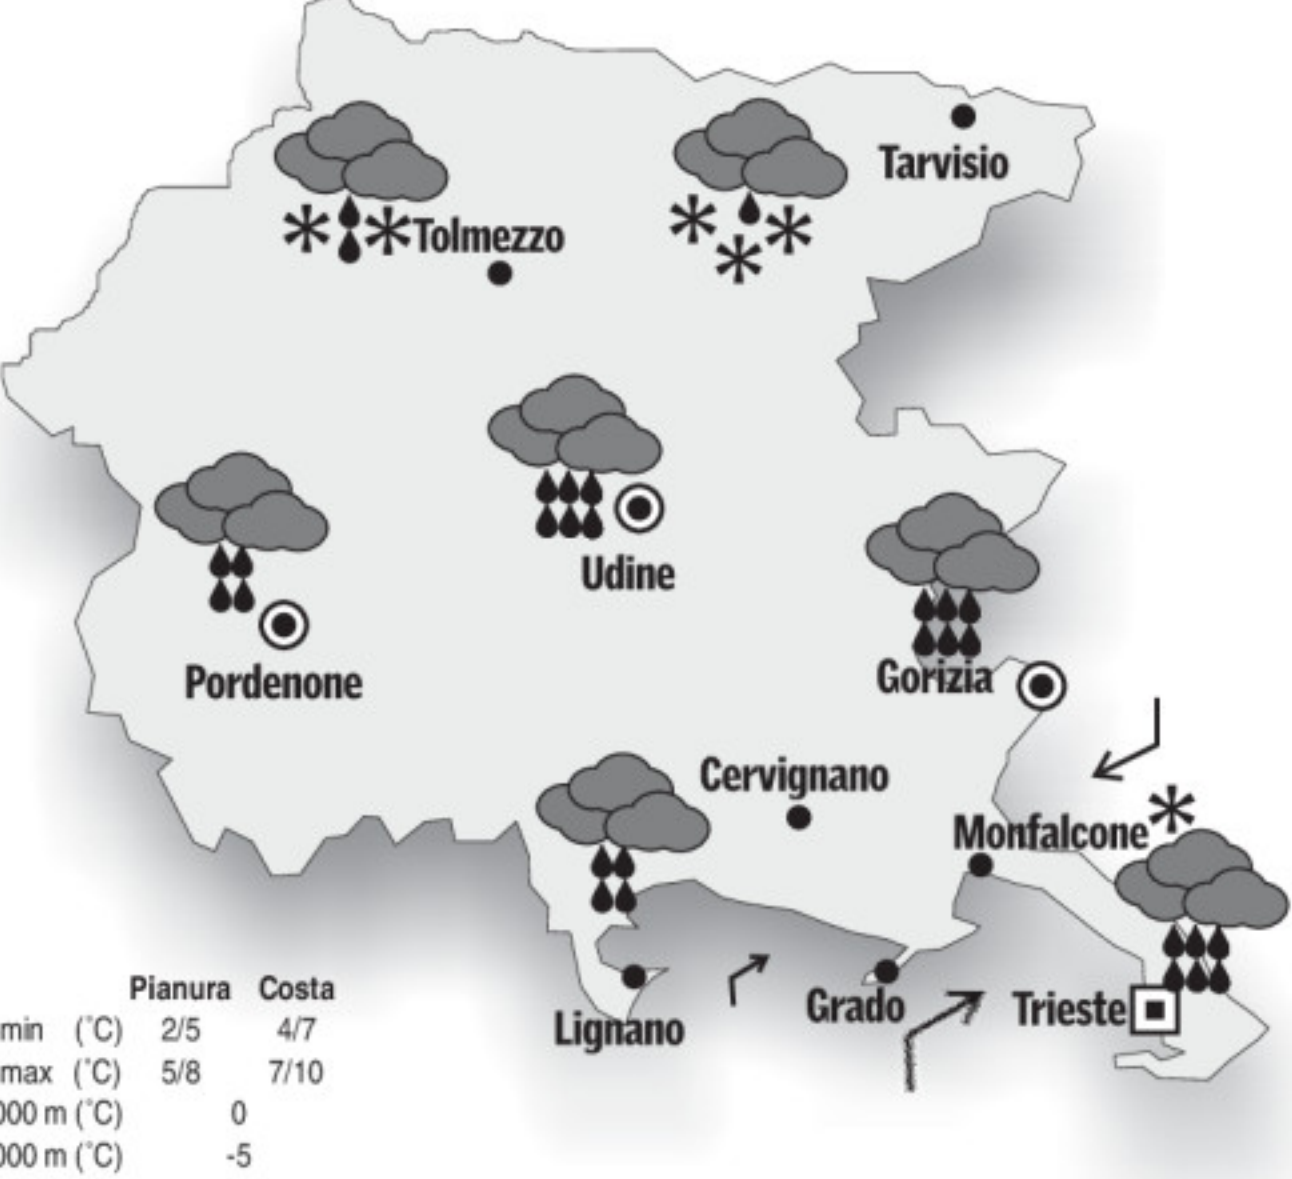 Tarvisio
Tolmezzo
Udine
Pordenone
Gorizia
Cervignano
Monfalcone
Grado
Trieste
Lignano
Pianura Costa
min (°C) 2/5 4/7
max (°C) 5/8 7/10
000 m (°C) 0
000 m (°C) -5